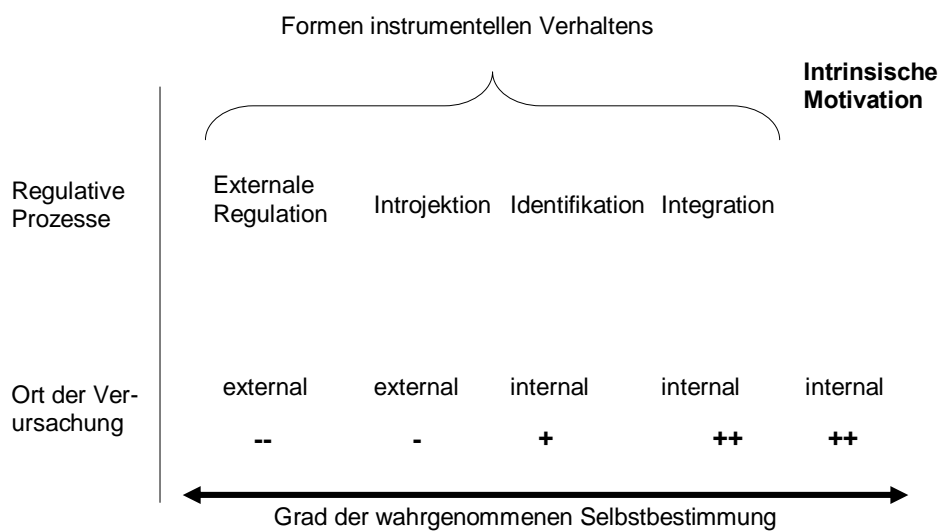 Formen instrumentellen Verhaltens
Intrinsische
Motivation
Regulative
Prozesse
Externale
Regulation
Introjektion
Identifikation
Integration
Ort der Ver-
ursachung
external
external
internal
internal
internal
--
-
+
++
++
Grad der wahrgenommenen Selbstbestimmung